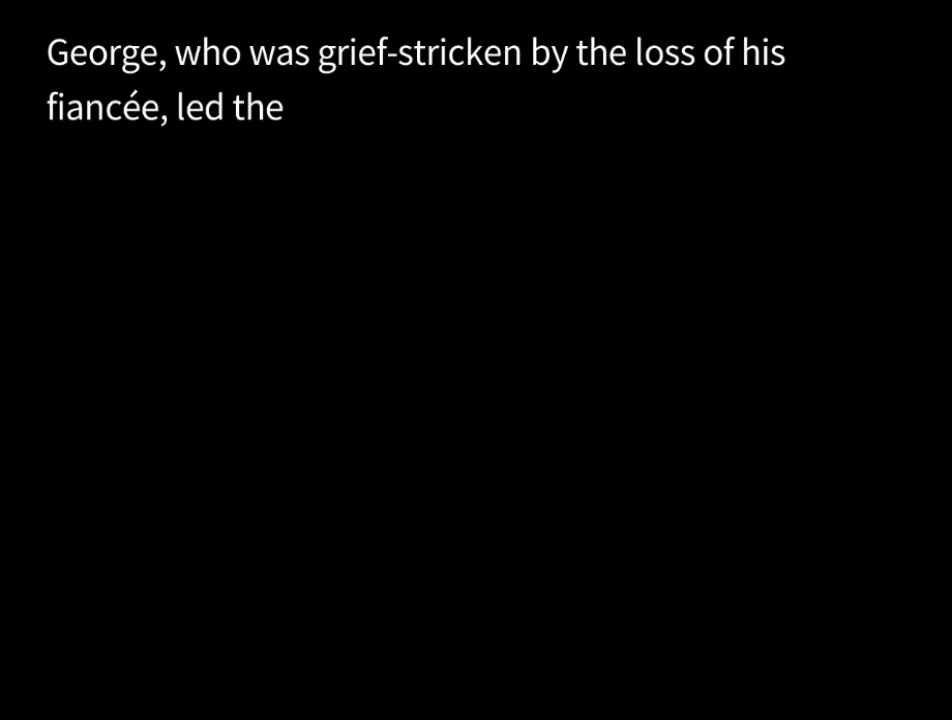 George, who was grief-stricken by the loss of his
fiancée, led the